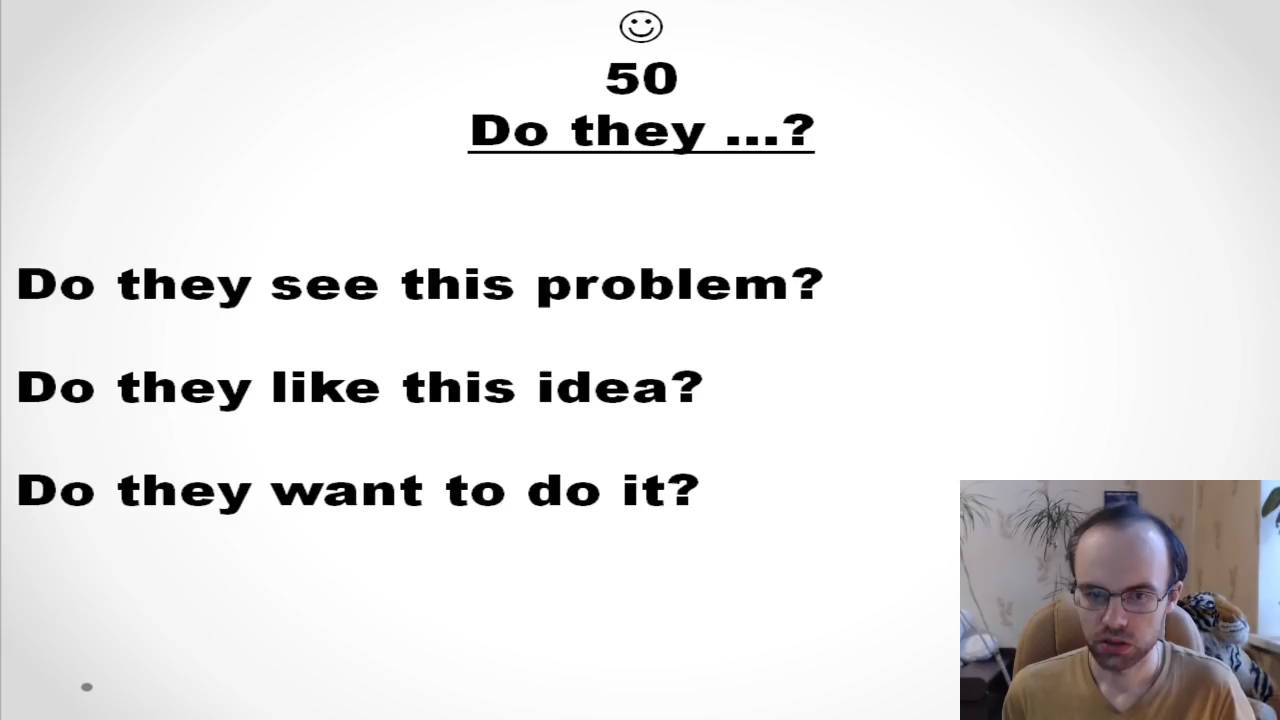 50
Do they ...?
Do they see this problem?
Do they like this idea?
Do they want to do it?